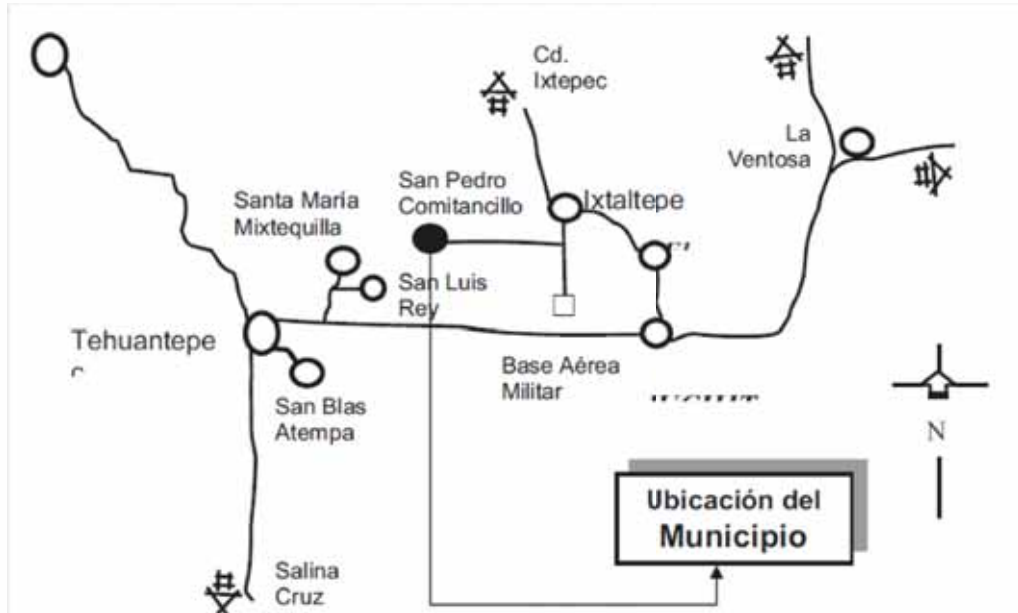 Cd.
Ixtepec
La
Ventosa
San Pedro
Comitancillo
Ixtaltepe
Santa María
Mixtequilla
San Luis
Rey
Tehuantepe
Base Aérea
Militar
San Blas
Atempa
N
Ubicación del
Municipio
Salina
Cruz